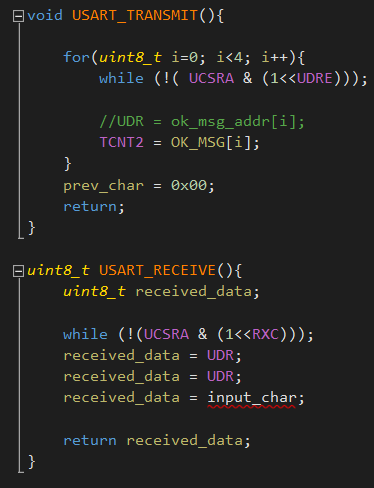 void USART_TRANSMIT(){
for(uint8_t i=0; i<4; i++){
while (!( UCSRA & (1<<UDRE)));
//UDR = ok_msg_addr[i];
TCNT2 = OK_MSG[i];
}
prev_char = 0x00;
return;
}
uint8_t USART_RECEIVE(){
uint8_t received_data;
while (!(UCSRA & (1<<RXC)));
received_data = UDR;
received_data = UDR;
received_data = input_char;
return received_data;
}